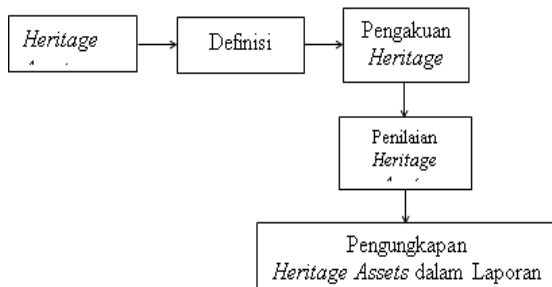 Heritage
Definisi
Pengakuan
Heritage
Penilaian
Heritage
Pengungkapan
Heritage Assets dalam Laporan